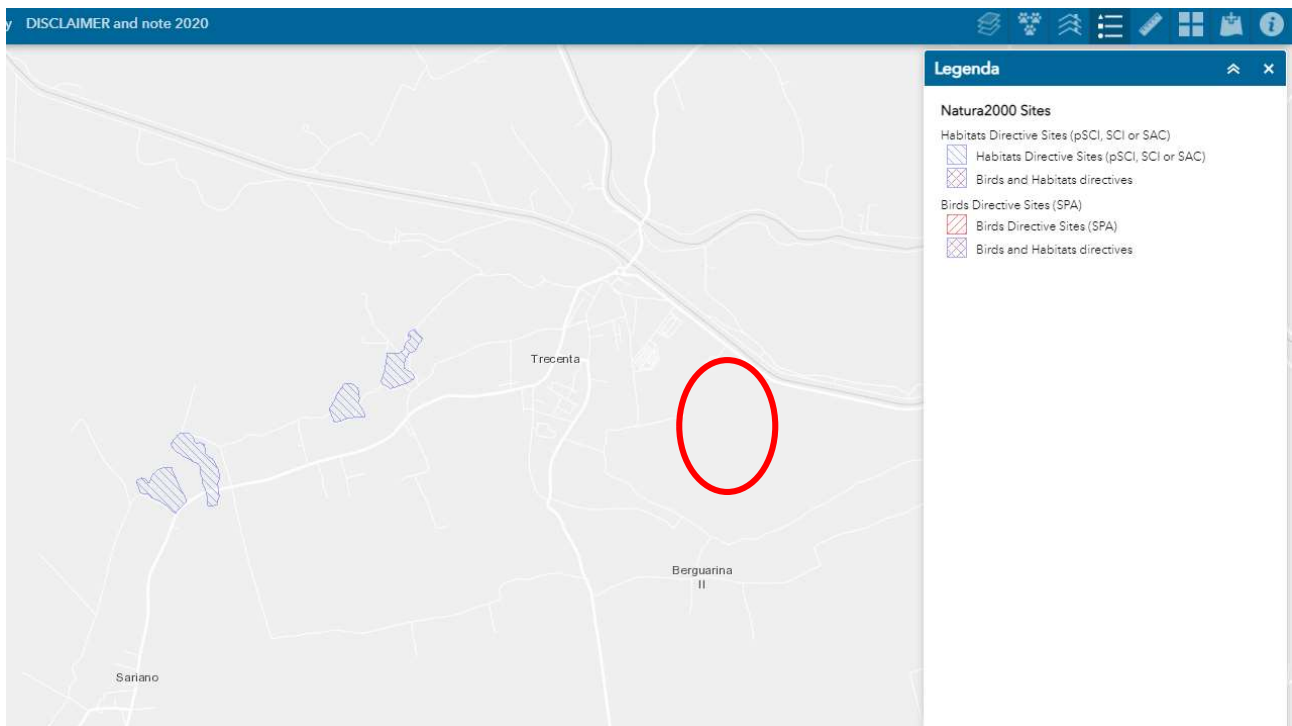 y DISCLAIMER and note 2020
Legenda
Natura2000 Sites
Habitats Directive Sites (pSCI, SCI or SAC)
Habitats Directive Sites (pSCI, SCI or SAC)
Birds and Habitats directives
Birds Directive Sites (SPA)
Birds Directive Sites (SPA)
Birds and Habitats directives
Trecenta
Berguarina
II
Sariano